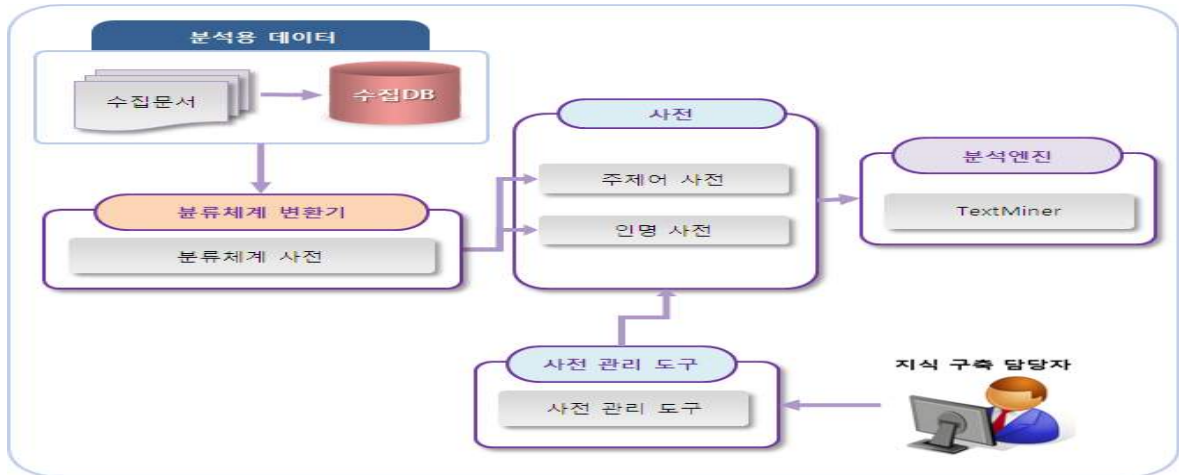 분석용 데이터
수집문서
수집DB
사전
분석엔진
주제어 사전
TextMiner
분류체계 변환기
인명 사전
분류체계 사전
사전 관리 도구
지식 구축 담당자
사전 관리 도구